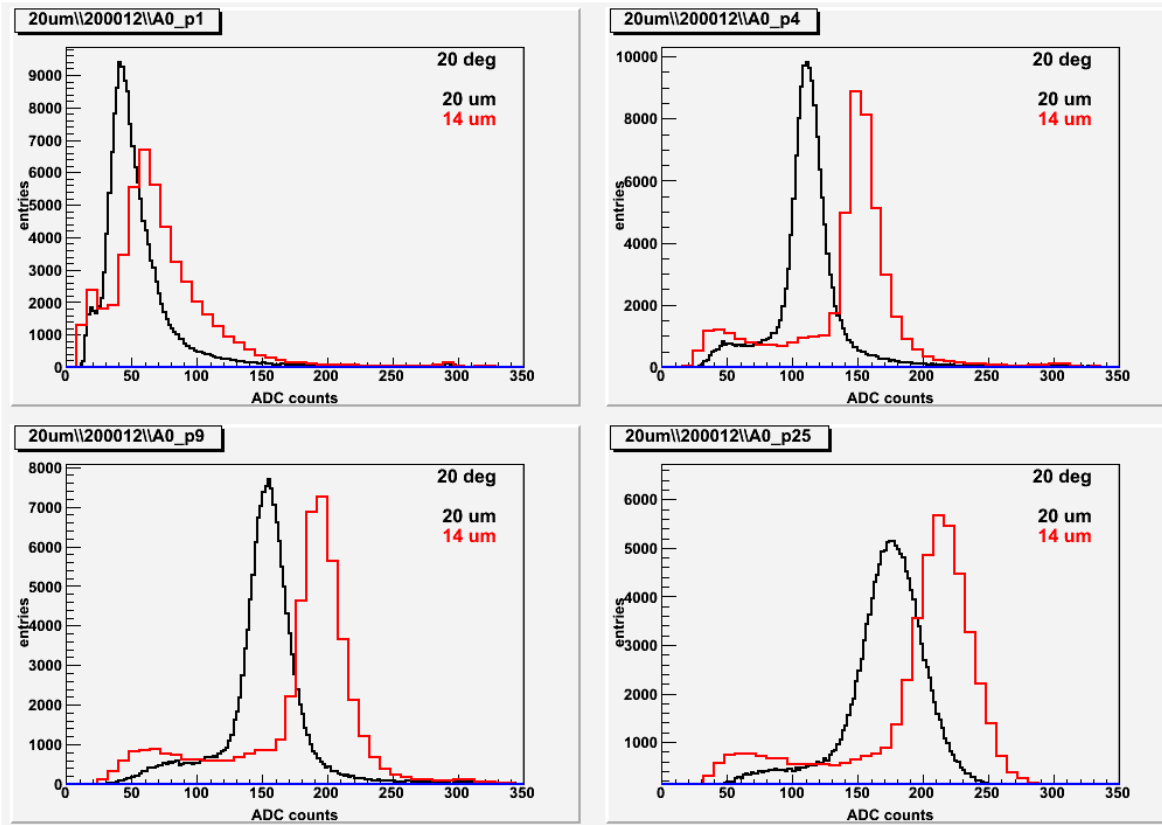 20um\\200012\\A0_p1
20 deg
20 um
14 um
entries
9000
8000
7000
6000
5000
4000
3000
2000
1000
0
0 50 100 150 200 250 300 350
ADC counts
20um\\200012\\A0_p4
20 deg
20 um
14 um
entries
10000
8000
6000
4000
2000
0
0 50 100 150 200 250 300 350
ADC counts
20um\\200012\\A0_p9
20 deg
20 um
14 um
entries
8000
7000
6000
5000
4000
3000
2000
1000
0
0 50 100 150 200 250 300 350
ADC counts
20um\\200012\\A0_p25
20 deg
20 um
14 um
entries
6000
5000
4000
3000
2000
1000
0 50 100 150 200 250 300 350
ADC counts